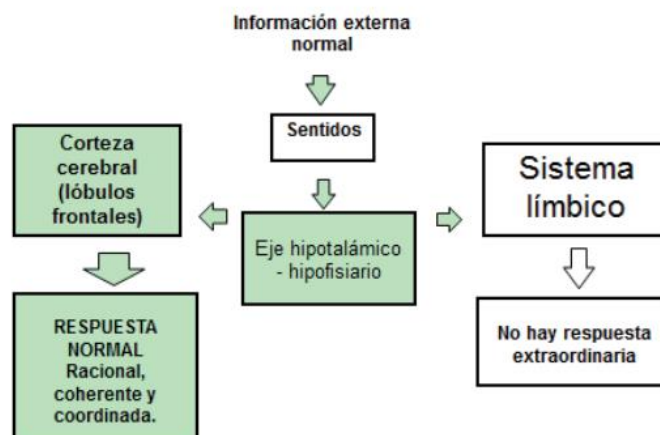 Información externa
normal
Sentidos
Corteza
cerebral
(lóbulos
frontales)
Eje hipotalámico
- hipofisiario
Sistema
límbico
RESPUESTA
NORMAL
Racional,
coherente y
coordinada.
No hay respuesta
extraordinaria